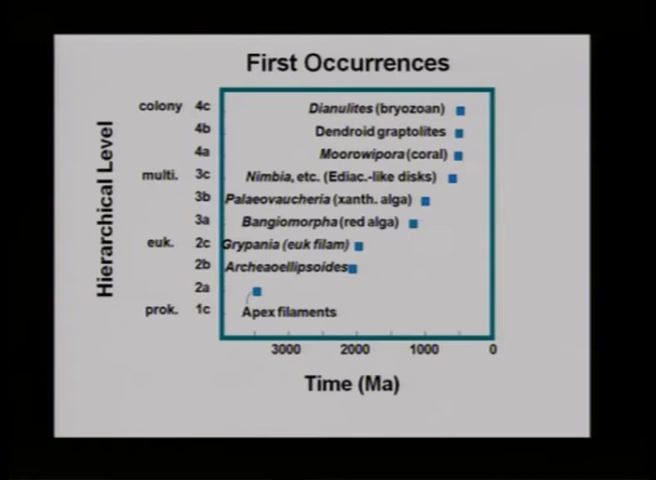 First Occurrences
Hierarchical Level
colony 4c Dianulites (bryozoan)
4b Dendroid graptolites
4a Moorowipora (coral)
multi. 3c Nimbia, etc. (Ediac.-like disks)
3b Palaeovaucheria (xanth. alga)
3a Bangiomorpha (red alga)
euk. 2c Grypania (euk filam)
2b Archeaoellipsoides
2a
prok. 1c Apex filaments
3000 2000 1000 0
Time (Ma)